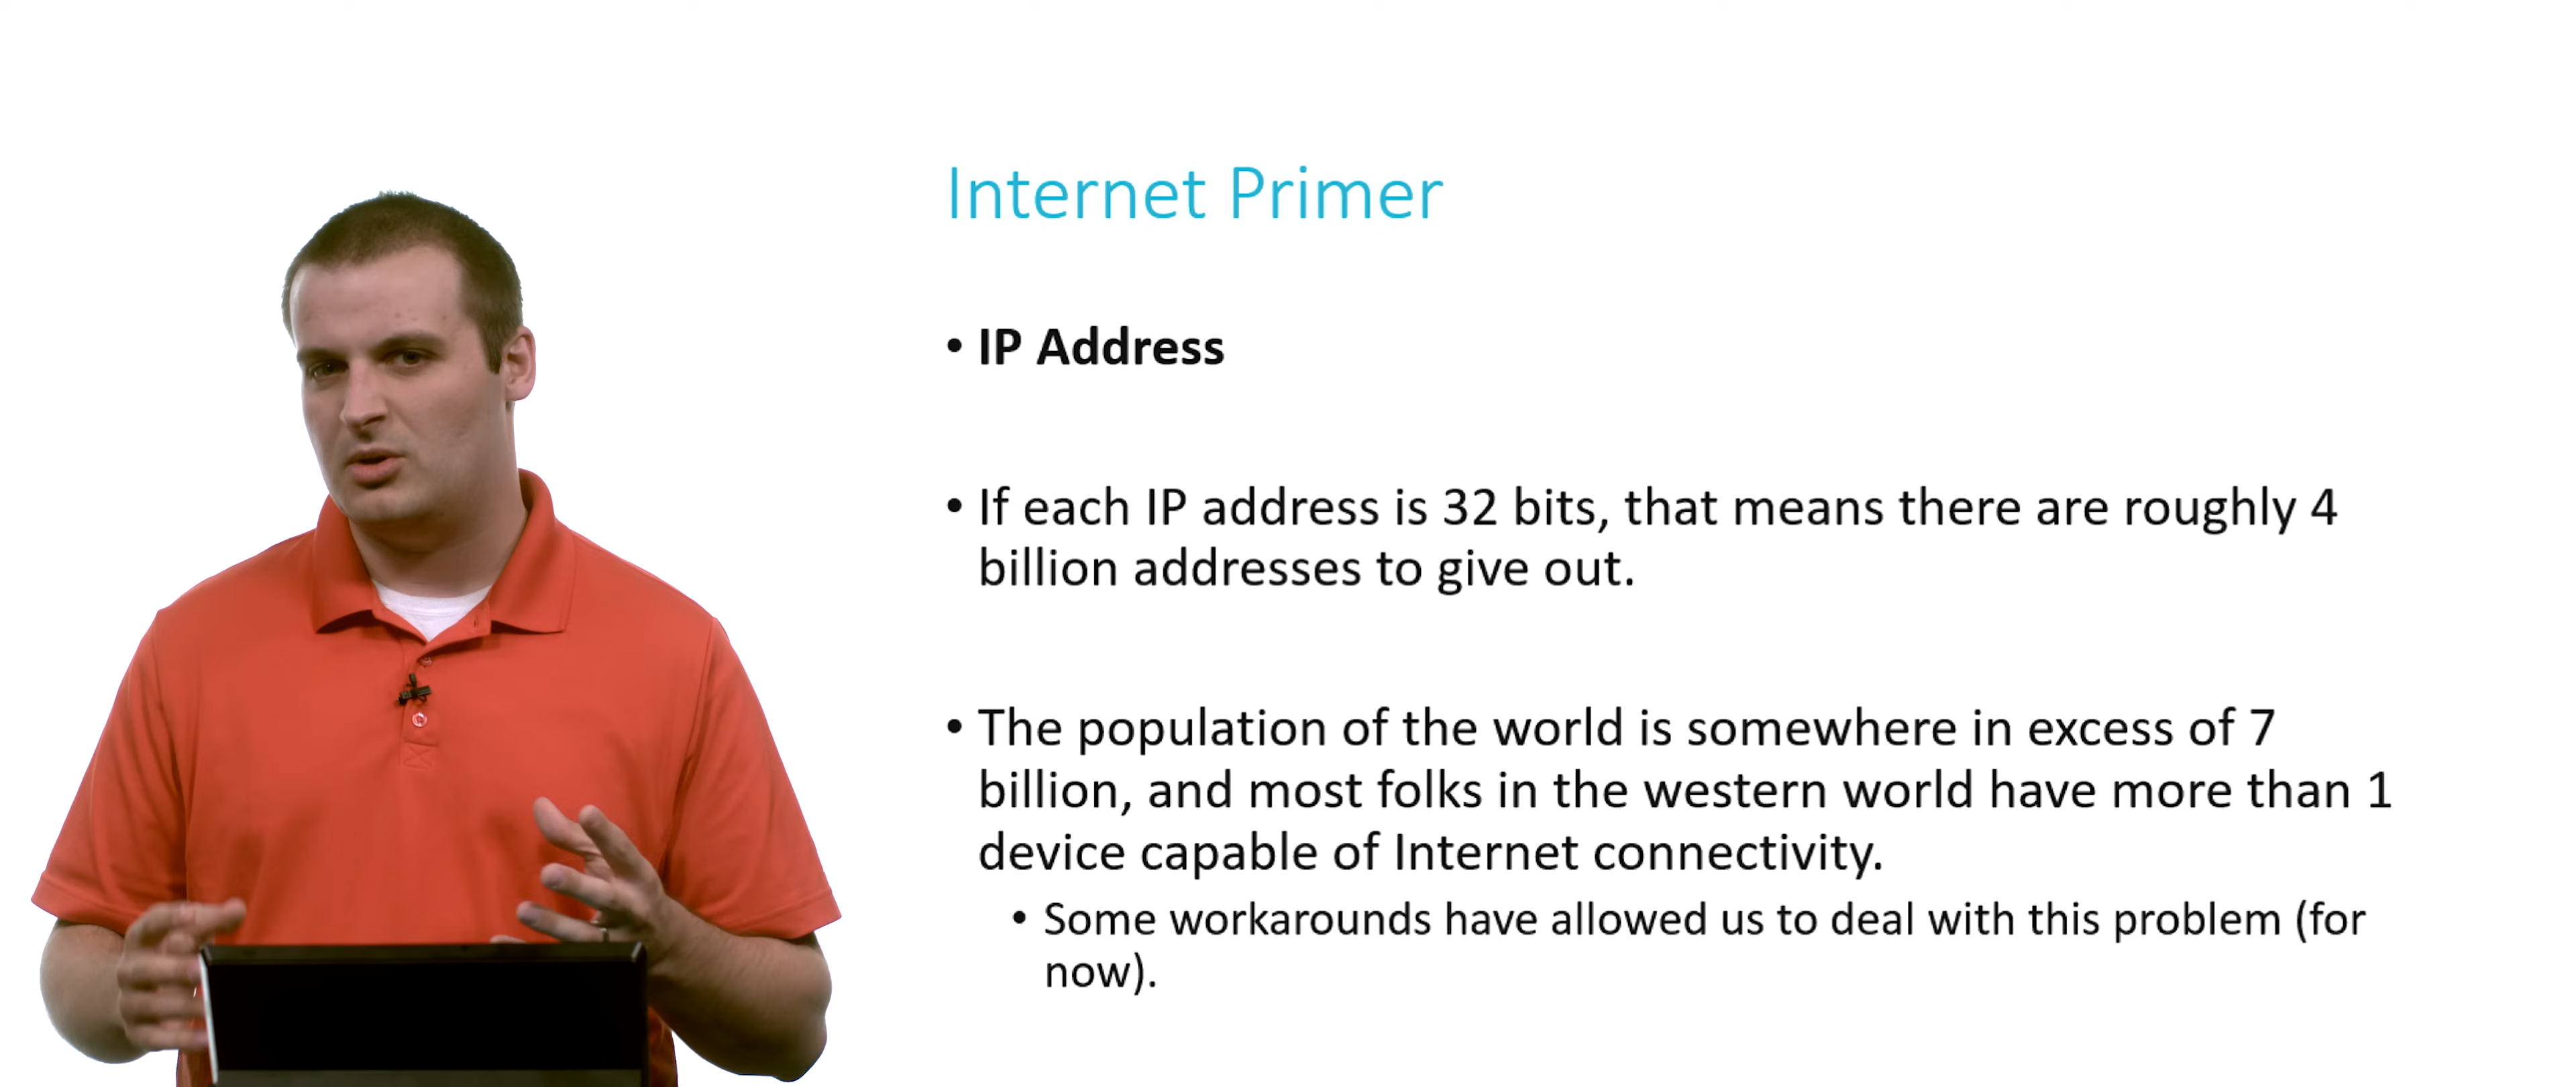 Internet Primer
• IP Address
• If each IP address is 32 bits, that means there are roughly 4
billion addresses to give out.
• The population of the world is somewhere in excess of 7
billion, and most folks in the western world have more than 1
device capable of Internet connectivity.
• Some workarounds have allowed us to deal with this problem (for
now).